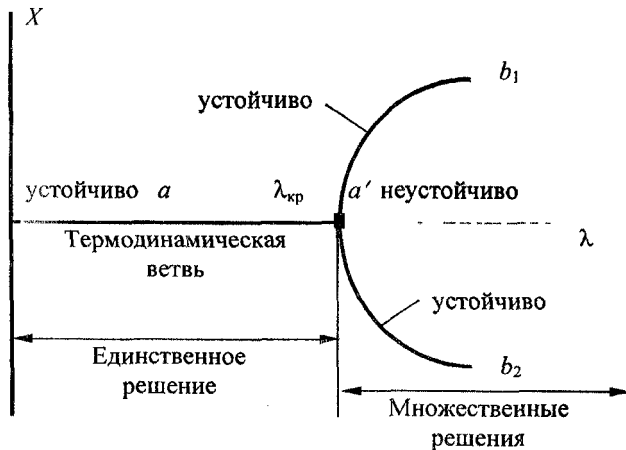 X
b₁
устойчиво
устойчиво a
λкр
a′ неустойчиво
Термодинамическая
ветвь
λ
устойчиво
Единственное
решение
b₂
Множественные
решения